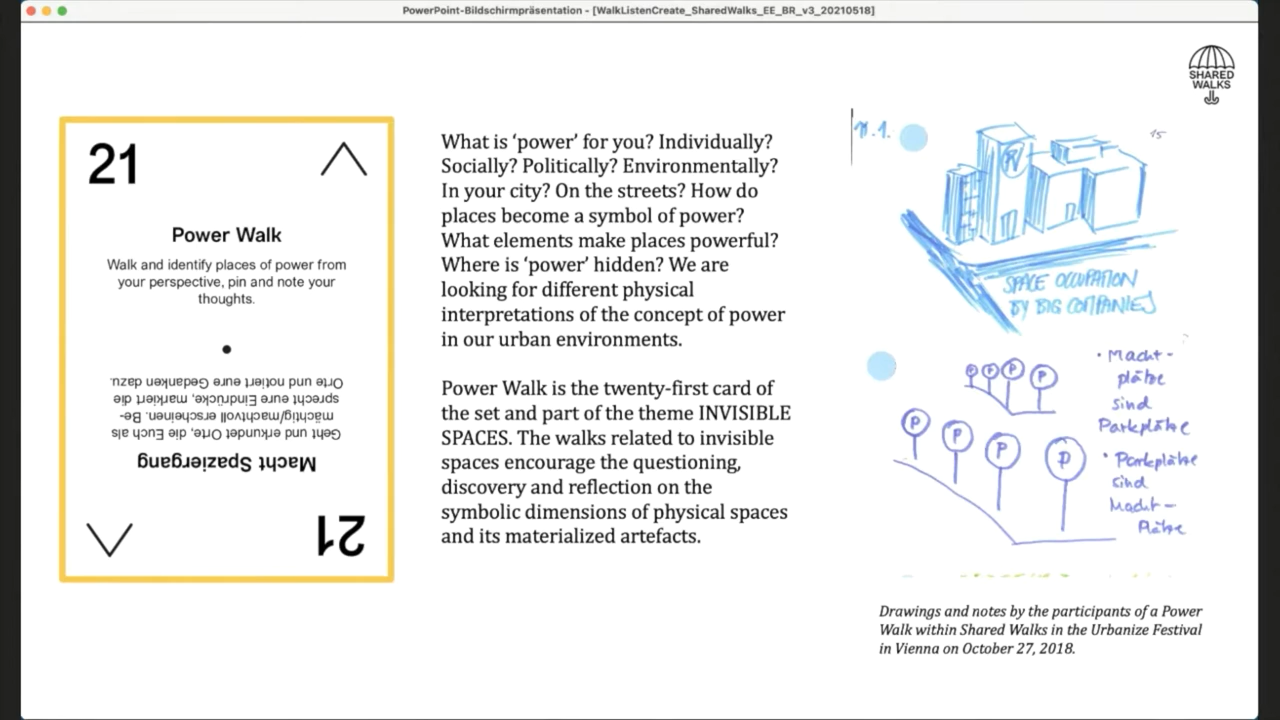 PowerPoint-Bildschirmpräsentation - [WalkListenCreate_SharedWalks_EE_BR_v3_20210518]
SHARED
WALKS
21
Power Walk
Walk and identify places of power from
your perspective, pin and note your
thoughts.
Macht Spaziergang
Geht und erkundet Orte, die Euch als
mächtig/machtvoll erscheinen. Be-
sprecht eure Eindrücke, markiert die
Orte und notiert eure Gedanken dazu.
21
What is ‘power’ for you? Individually?
Socially? Politically? Environmentally?
In your city? On the streets? How do
places become a symbol of power?
What elements make places powerful?
Where is ‘power’ hidden? We are
looking for different physical
interpretations of the concept of power
in our urban environments.
Power Walk is the twenty-first card of
the set and part of the theme INVISIBLE
SPACES. The walks related to invisible
spaces encourage the questioning,
discovery and reflection on the
symbolic dimensions of physical spaces
and its materialized artefacts.
15
SPACE OCCUPATION
BY BIG COMPANIES
P P P P
P P P P
• Macht-
plätze
sind
Parkplätze
• Parkplätze
sind
Macht-
Plätze
Drawings and notes by the participants of a Power
Walk within Shared Walks in the Urbanize Festival
in Vienna on October 27, 2018.